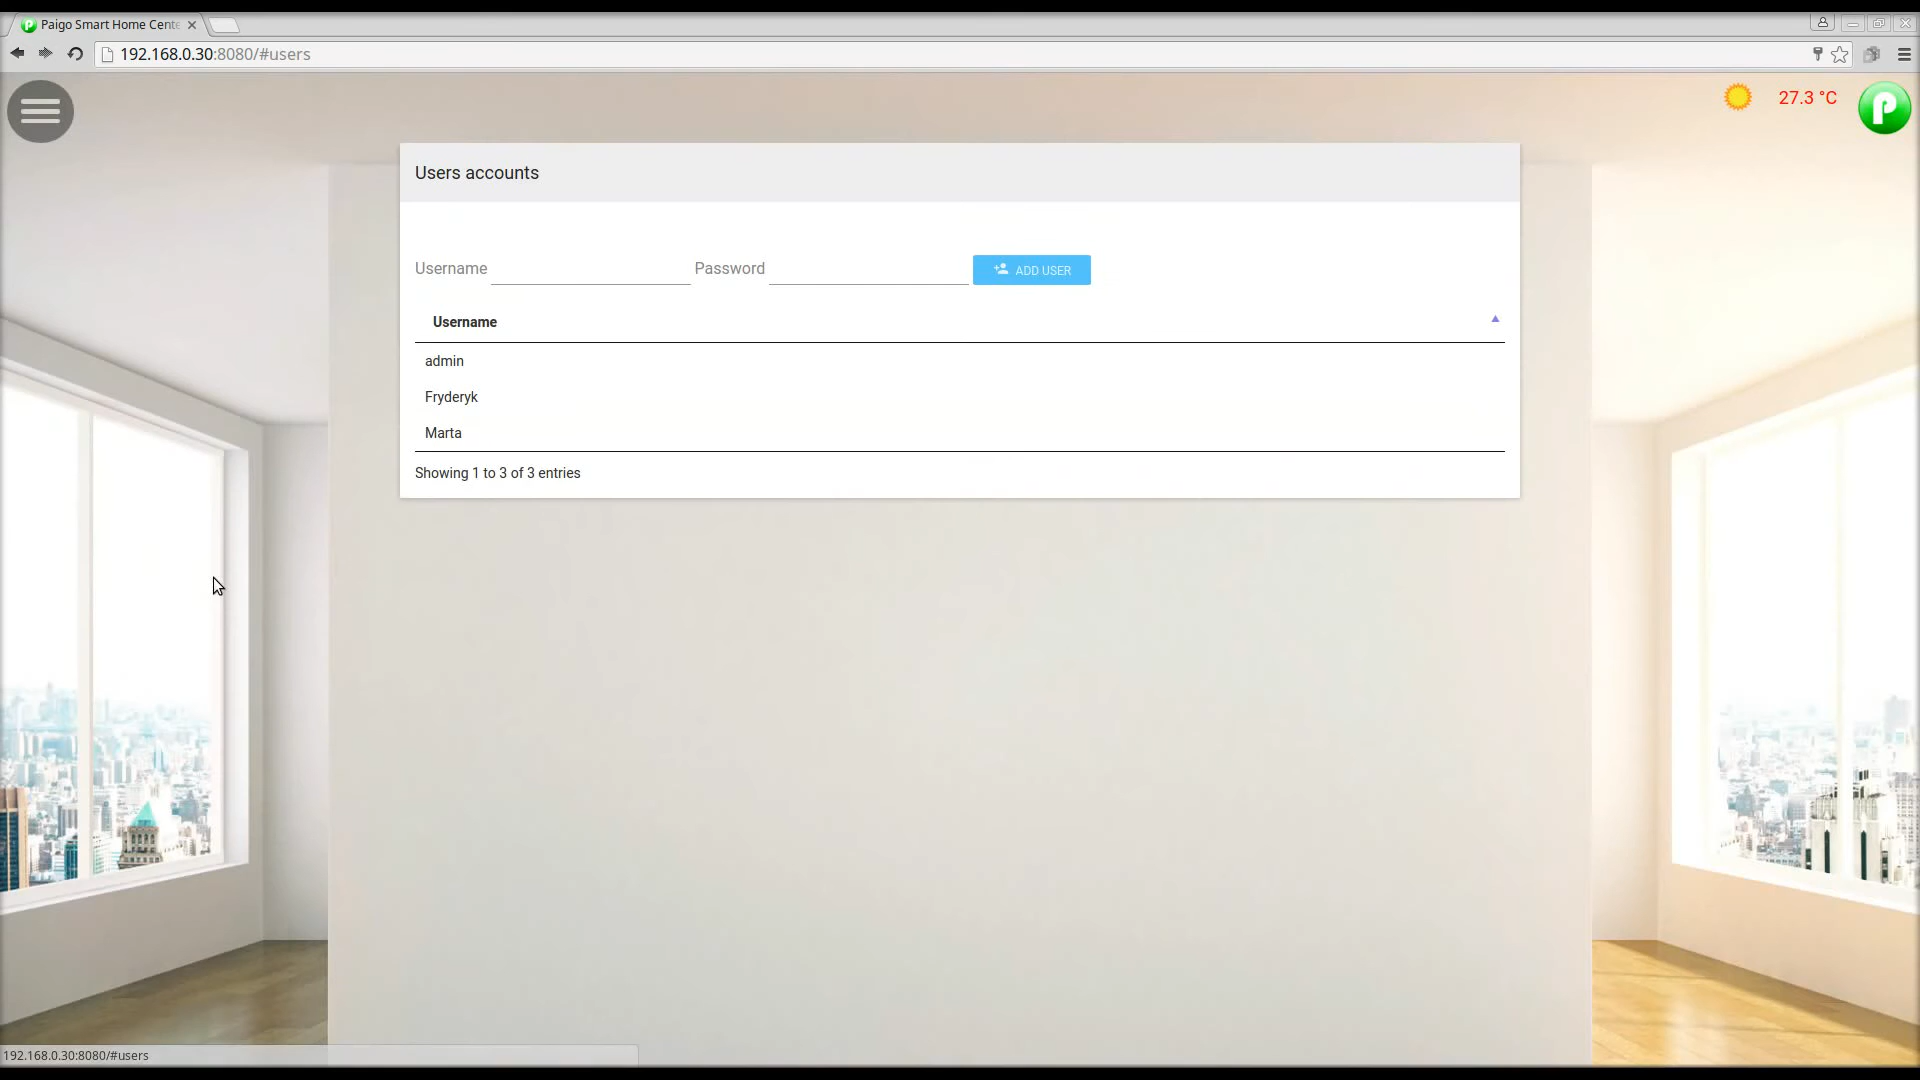 Paigo Smart Home Cente
192.168.0.30:8080/#users
27.3 °C
Users accounts
Username
Password
ADD USER
Username
admin
Fryderyk
Marta
Showing 1 to 3 of 3 entries
192.168.0.30:8080/#users